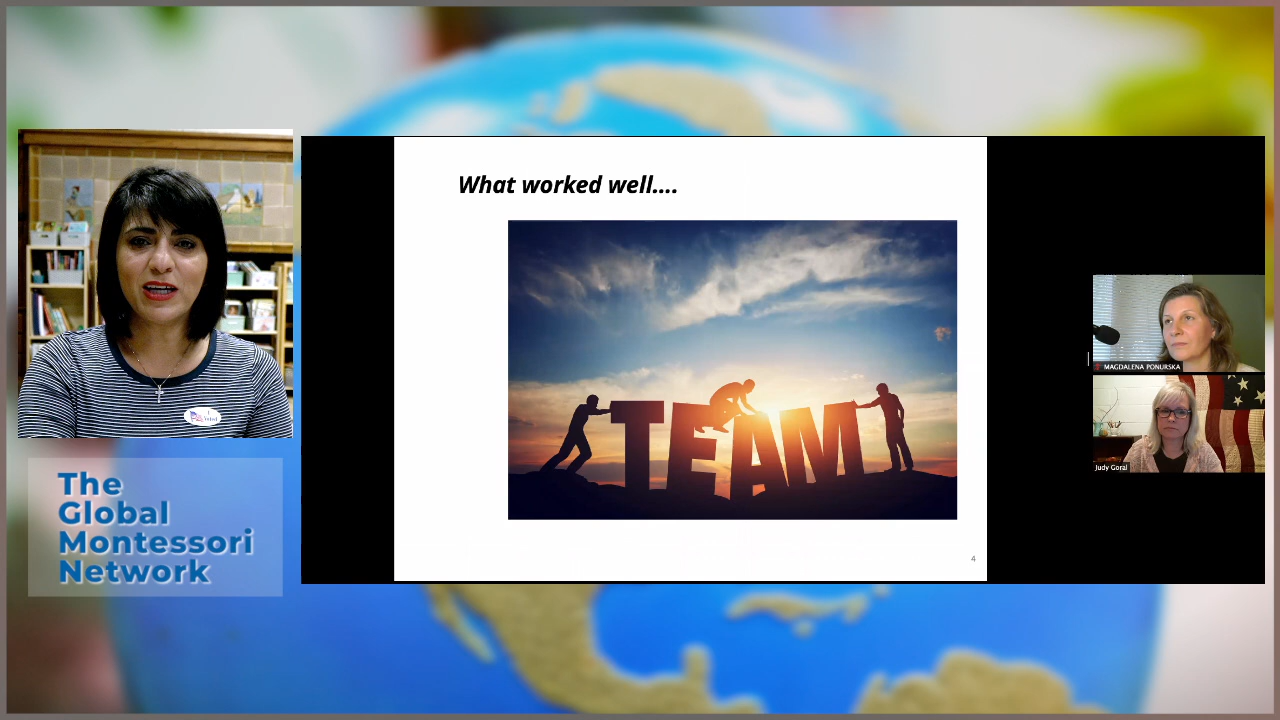 What worked well....
TEAM
4
MAGDALENA PONURSKA
Judy Goral
The
Global
Montessori
Network